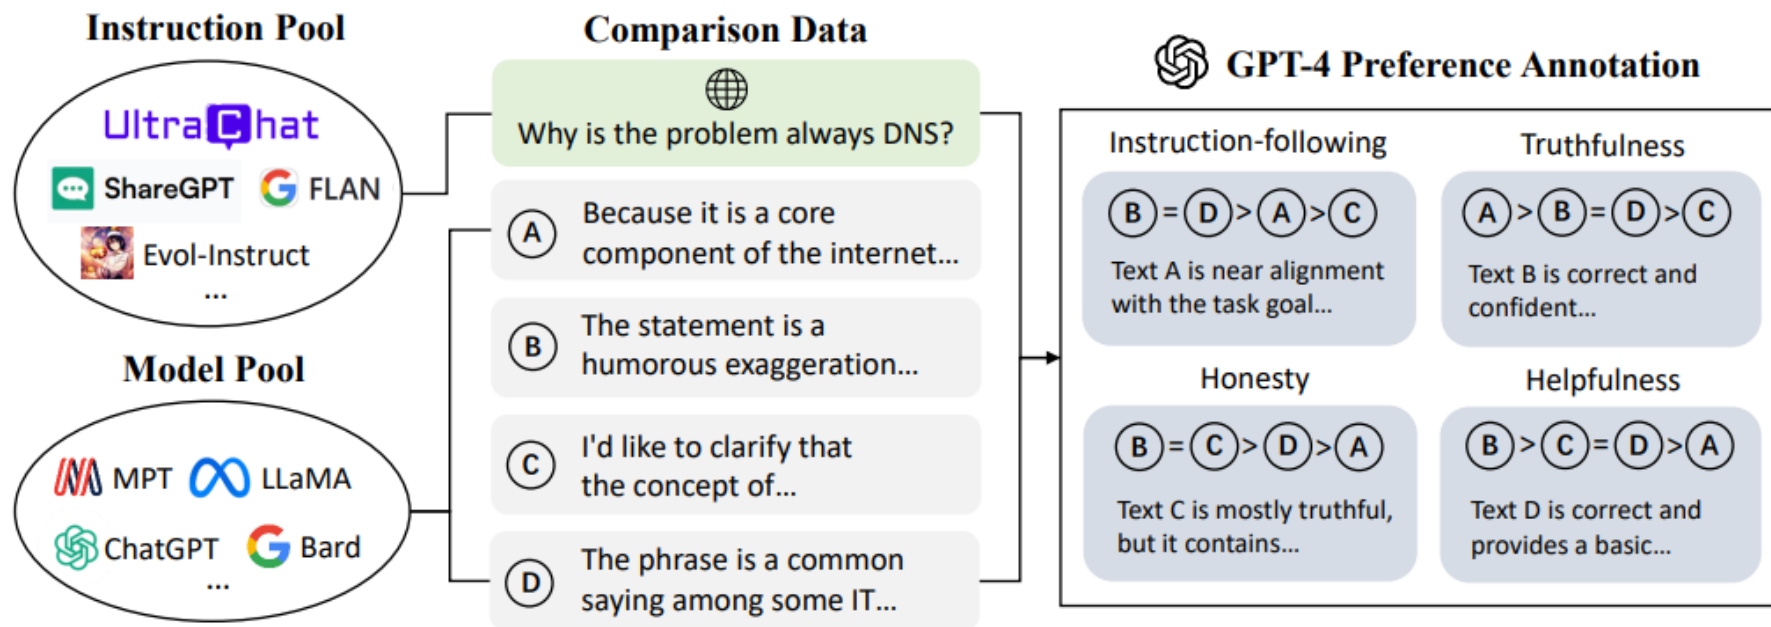 Instruction Pool
UltraChat
ShareGPT
FLAN
Evol-Instruct
...
Model Pool
MPT
LLaMA
ChatGPT
Bard
...
Comparison Data
Why is the problem always DNS?
A
Because it is a core
component of the internet...
B
The statement is a
humorous exaggeration...
C
I'd like to clarify that
the concept of...
D
The phrase is a common
saying among some IT...
GPT-4 Preference Annotation
Instruction-following
B=D>A>C
Text A is near alignment
with the task goal...
Truthfulness
A>B=D>C
Text B is correct and
confident...
Honesty
B=C>D>A
Text C is mostly truthful,
but it contains...
Helpfulness
B>C=D>A
Text D is correct and
provides a basic...